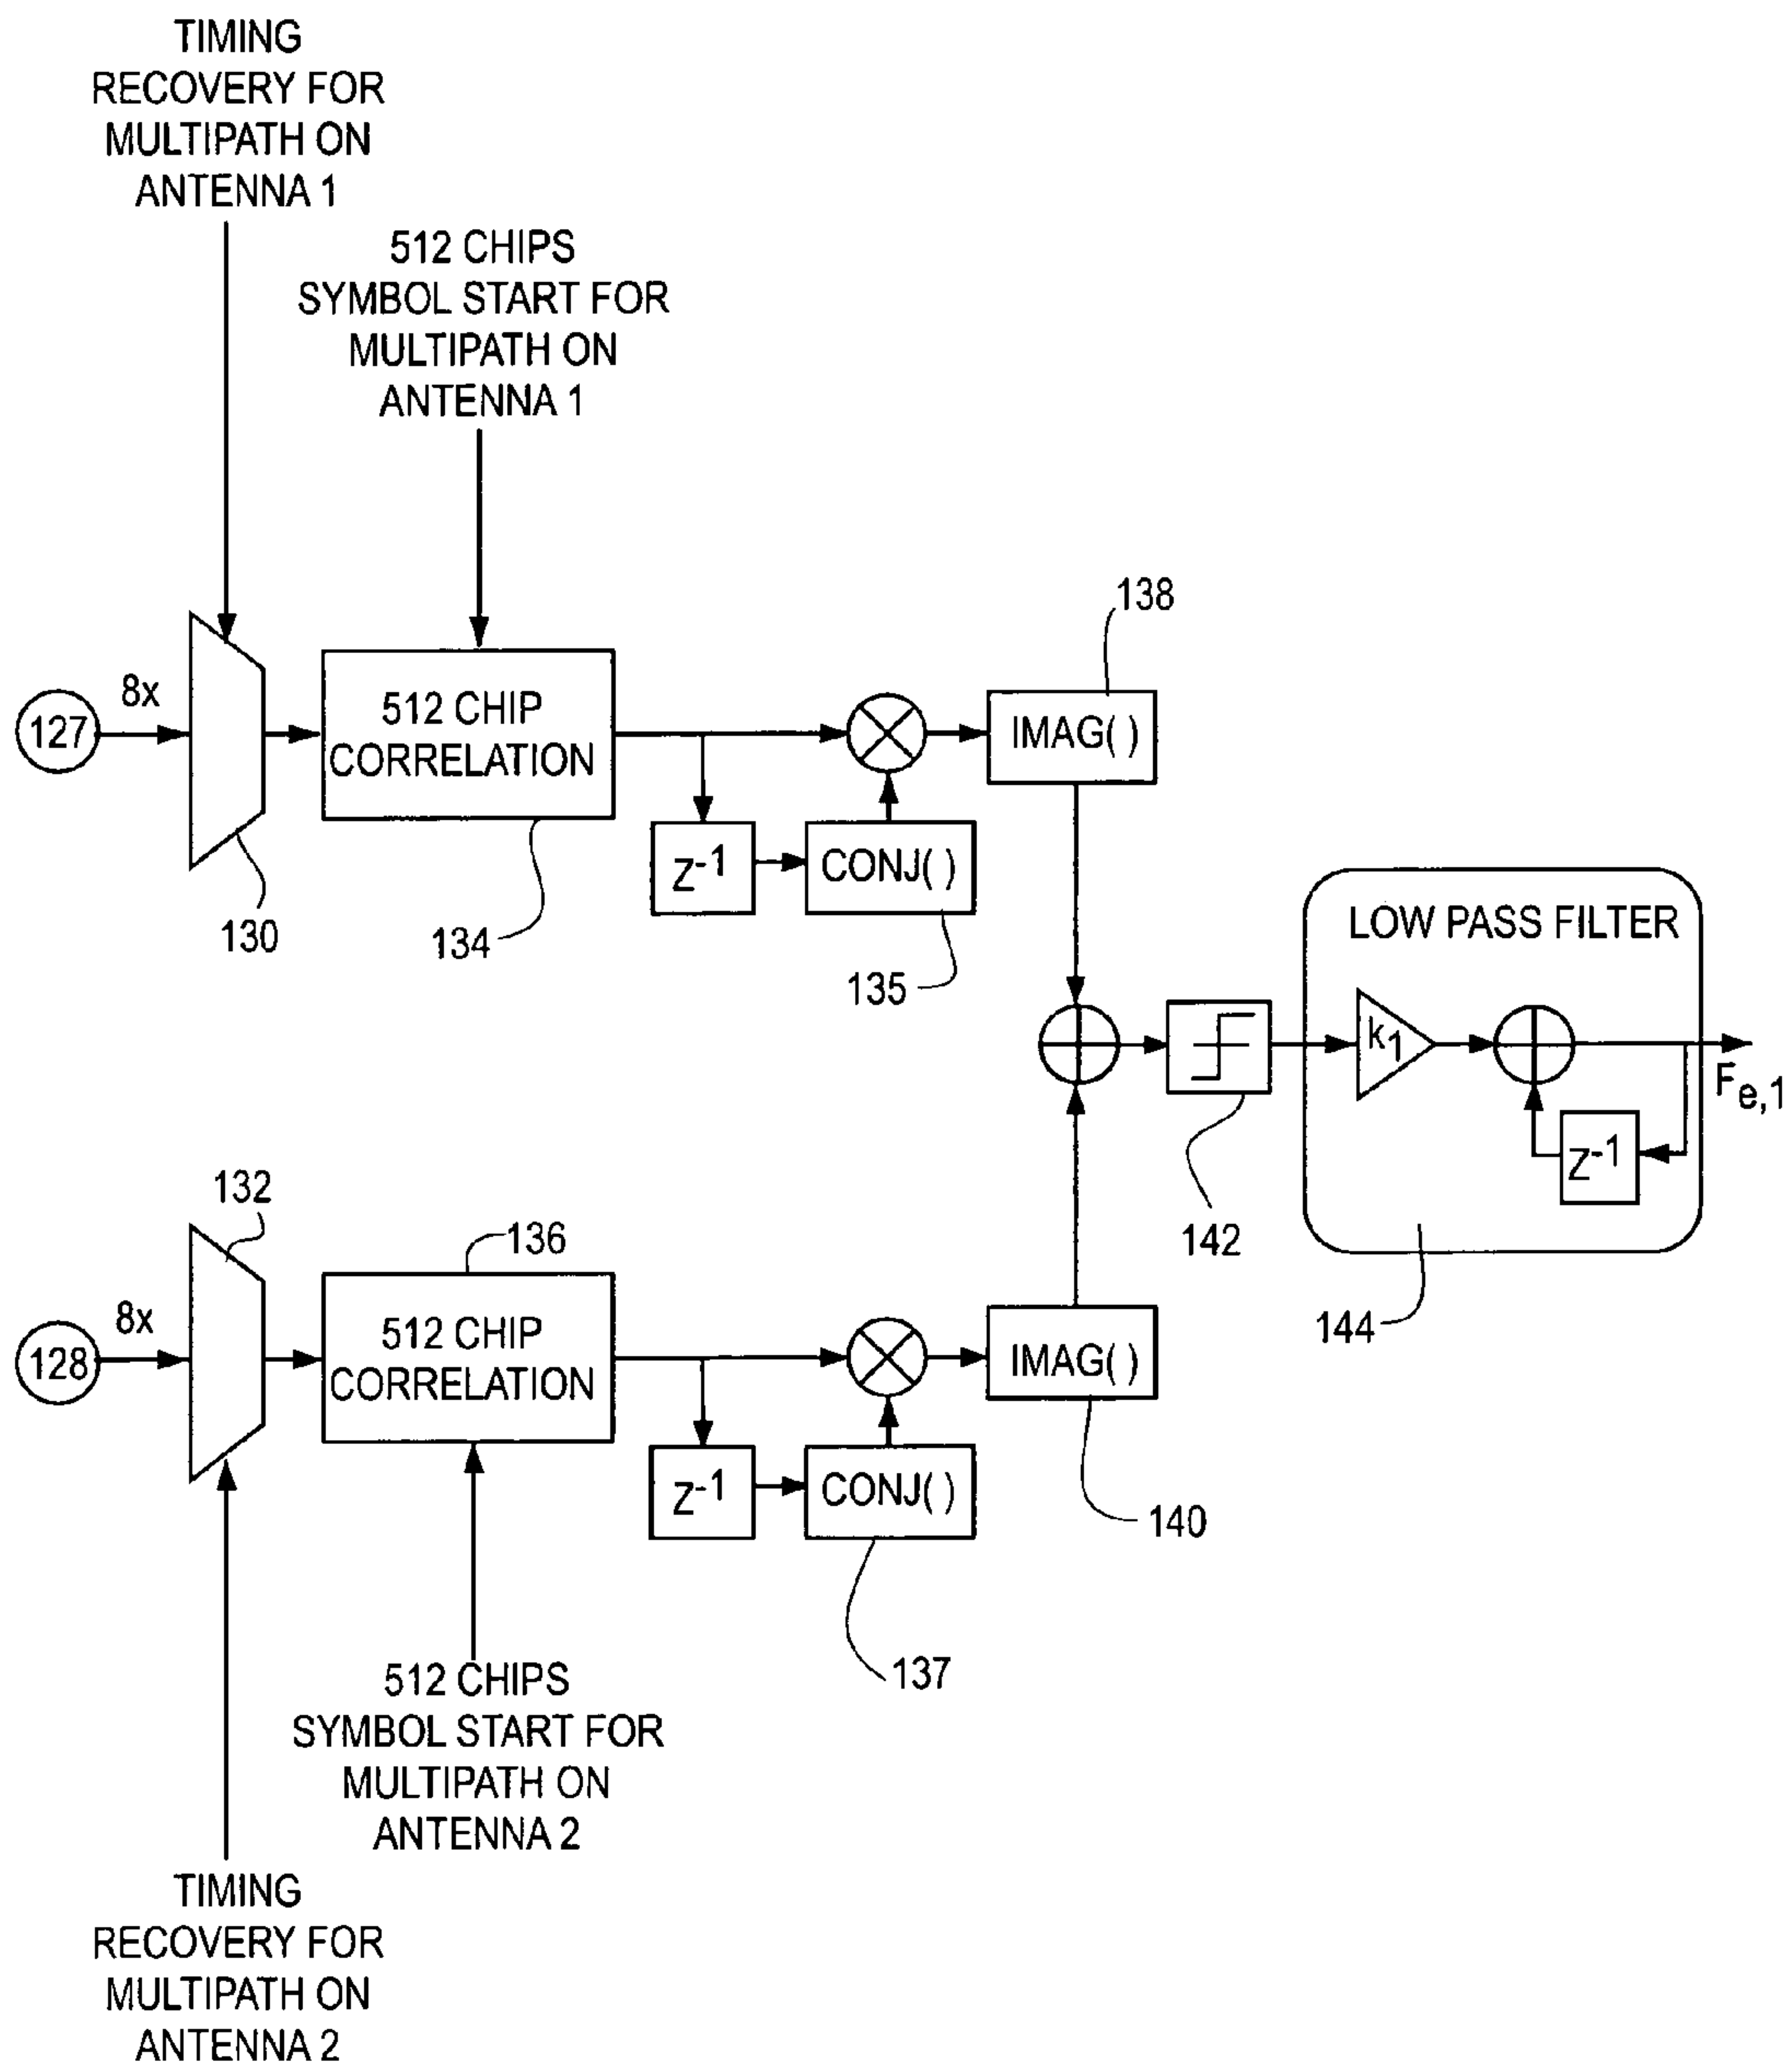 TIMING
RECOVERY FOR
MULTIPATH ON
ANTENNA 1
512 CHIPS
SYMBOL START FOR
MULTIPATH ON
ANTENNA 1
138
127
8x
512 CHIP
CORRELATION
IMAG( )
Z-1
CONJ( )
130
134
135
LOW PASS FILTER
k1
Fe,1
Z-1
142
144
132
136
128
8x
512 CHIP
CORRELATION
IMAG( )
Z-1
CONJ( )
140
137
512 CHIPS
SYMBOL START FOR
MULTIPATH ON
ANTENNA 2
TIMING
RECOVERY FOR
MULTIPATH ON
ANTENNA 2